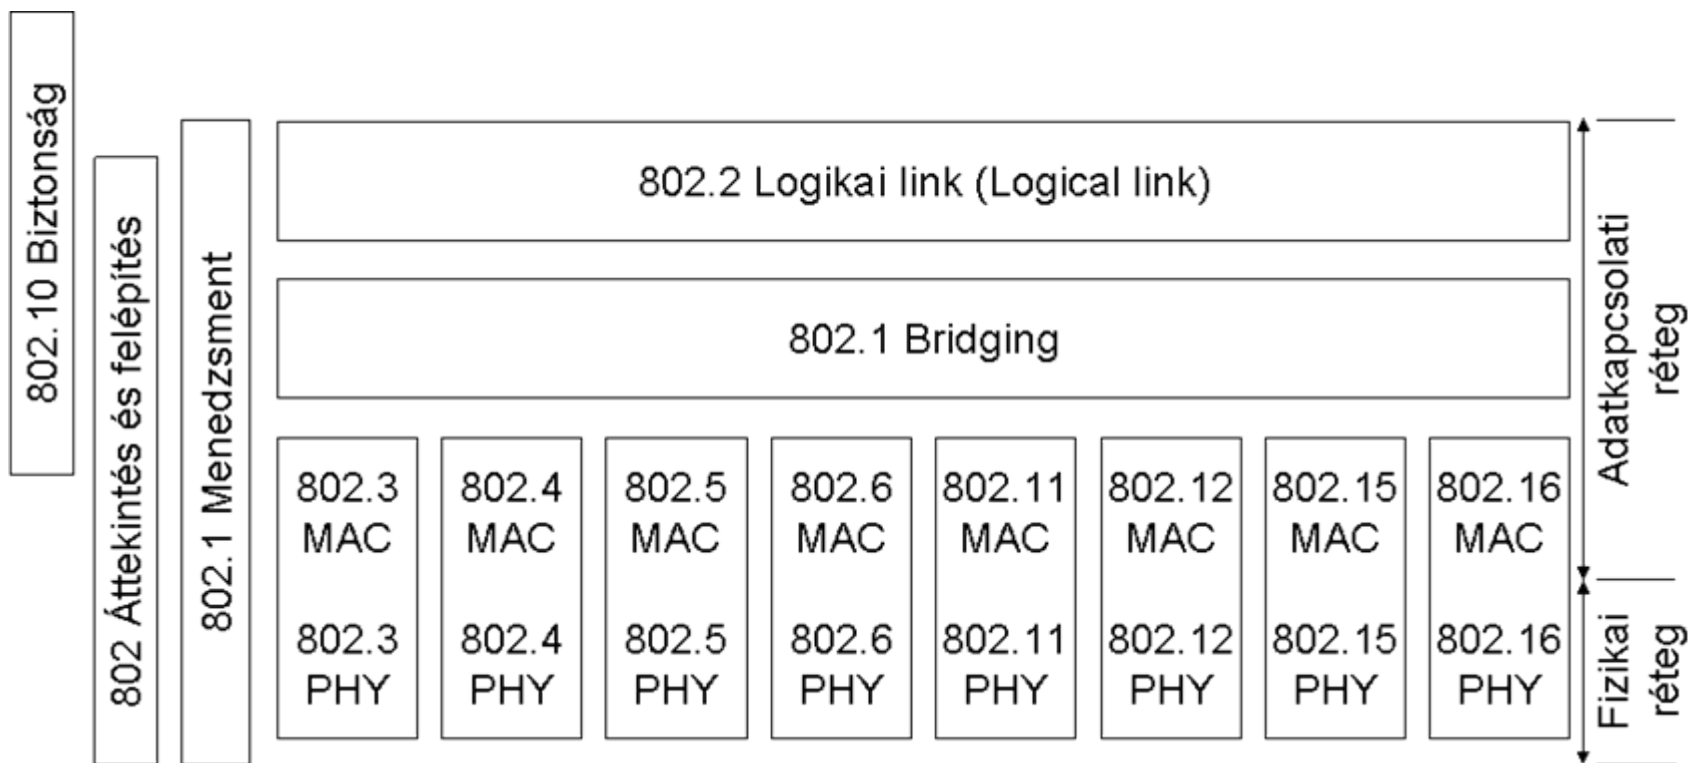 802.10 Biztonság
802 Áttekintés és felépítés
802.1 Menedzsment
802.2 Logikai link (Logical link)
802.1 Bridging
802.3
MAC
802.3
PHY
802.4
MAC
802.4
PHY
802.5
MAC
802.5
PHY
802.6
MAC
802.6
PHY
802.11
MAC
802.11
PHY
802.12
MAC
802.12
PHY
802.15
MAC
802.15
PHY
802.16
MAC
802.16
PHY
Adatkapcsolati
réteg
Fizikai
réteg